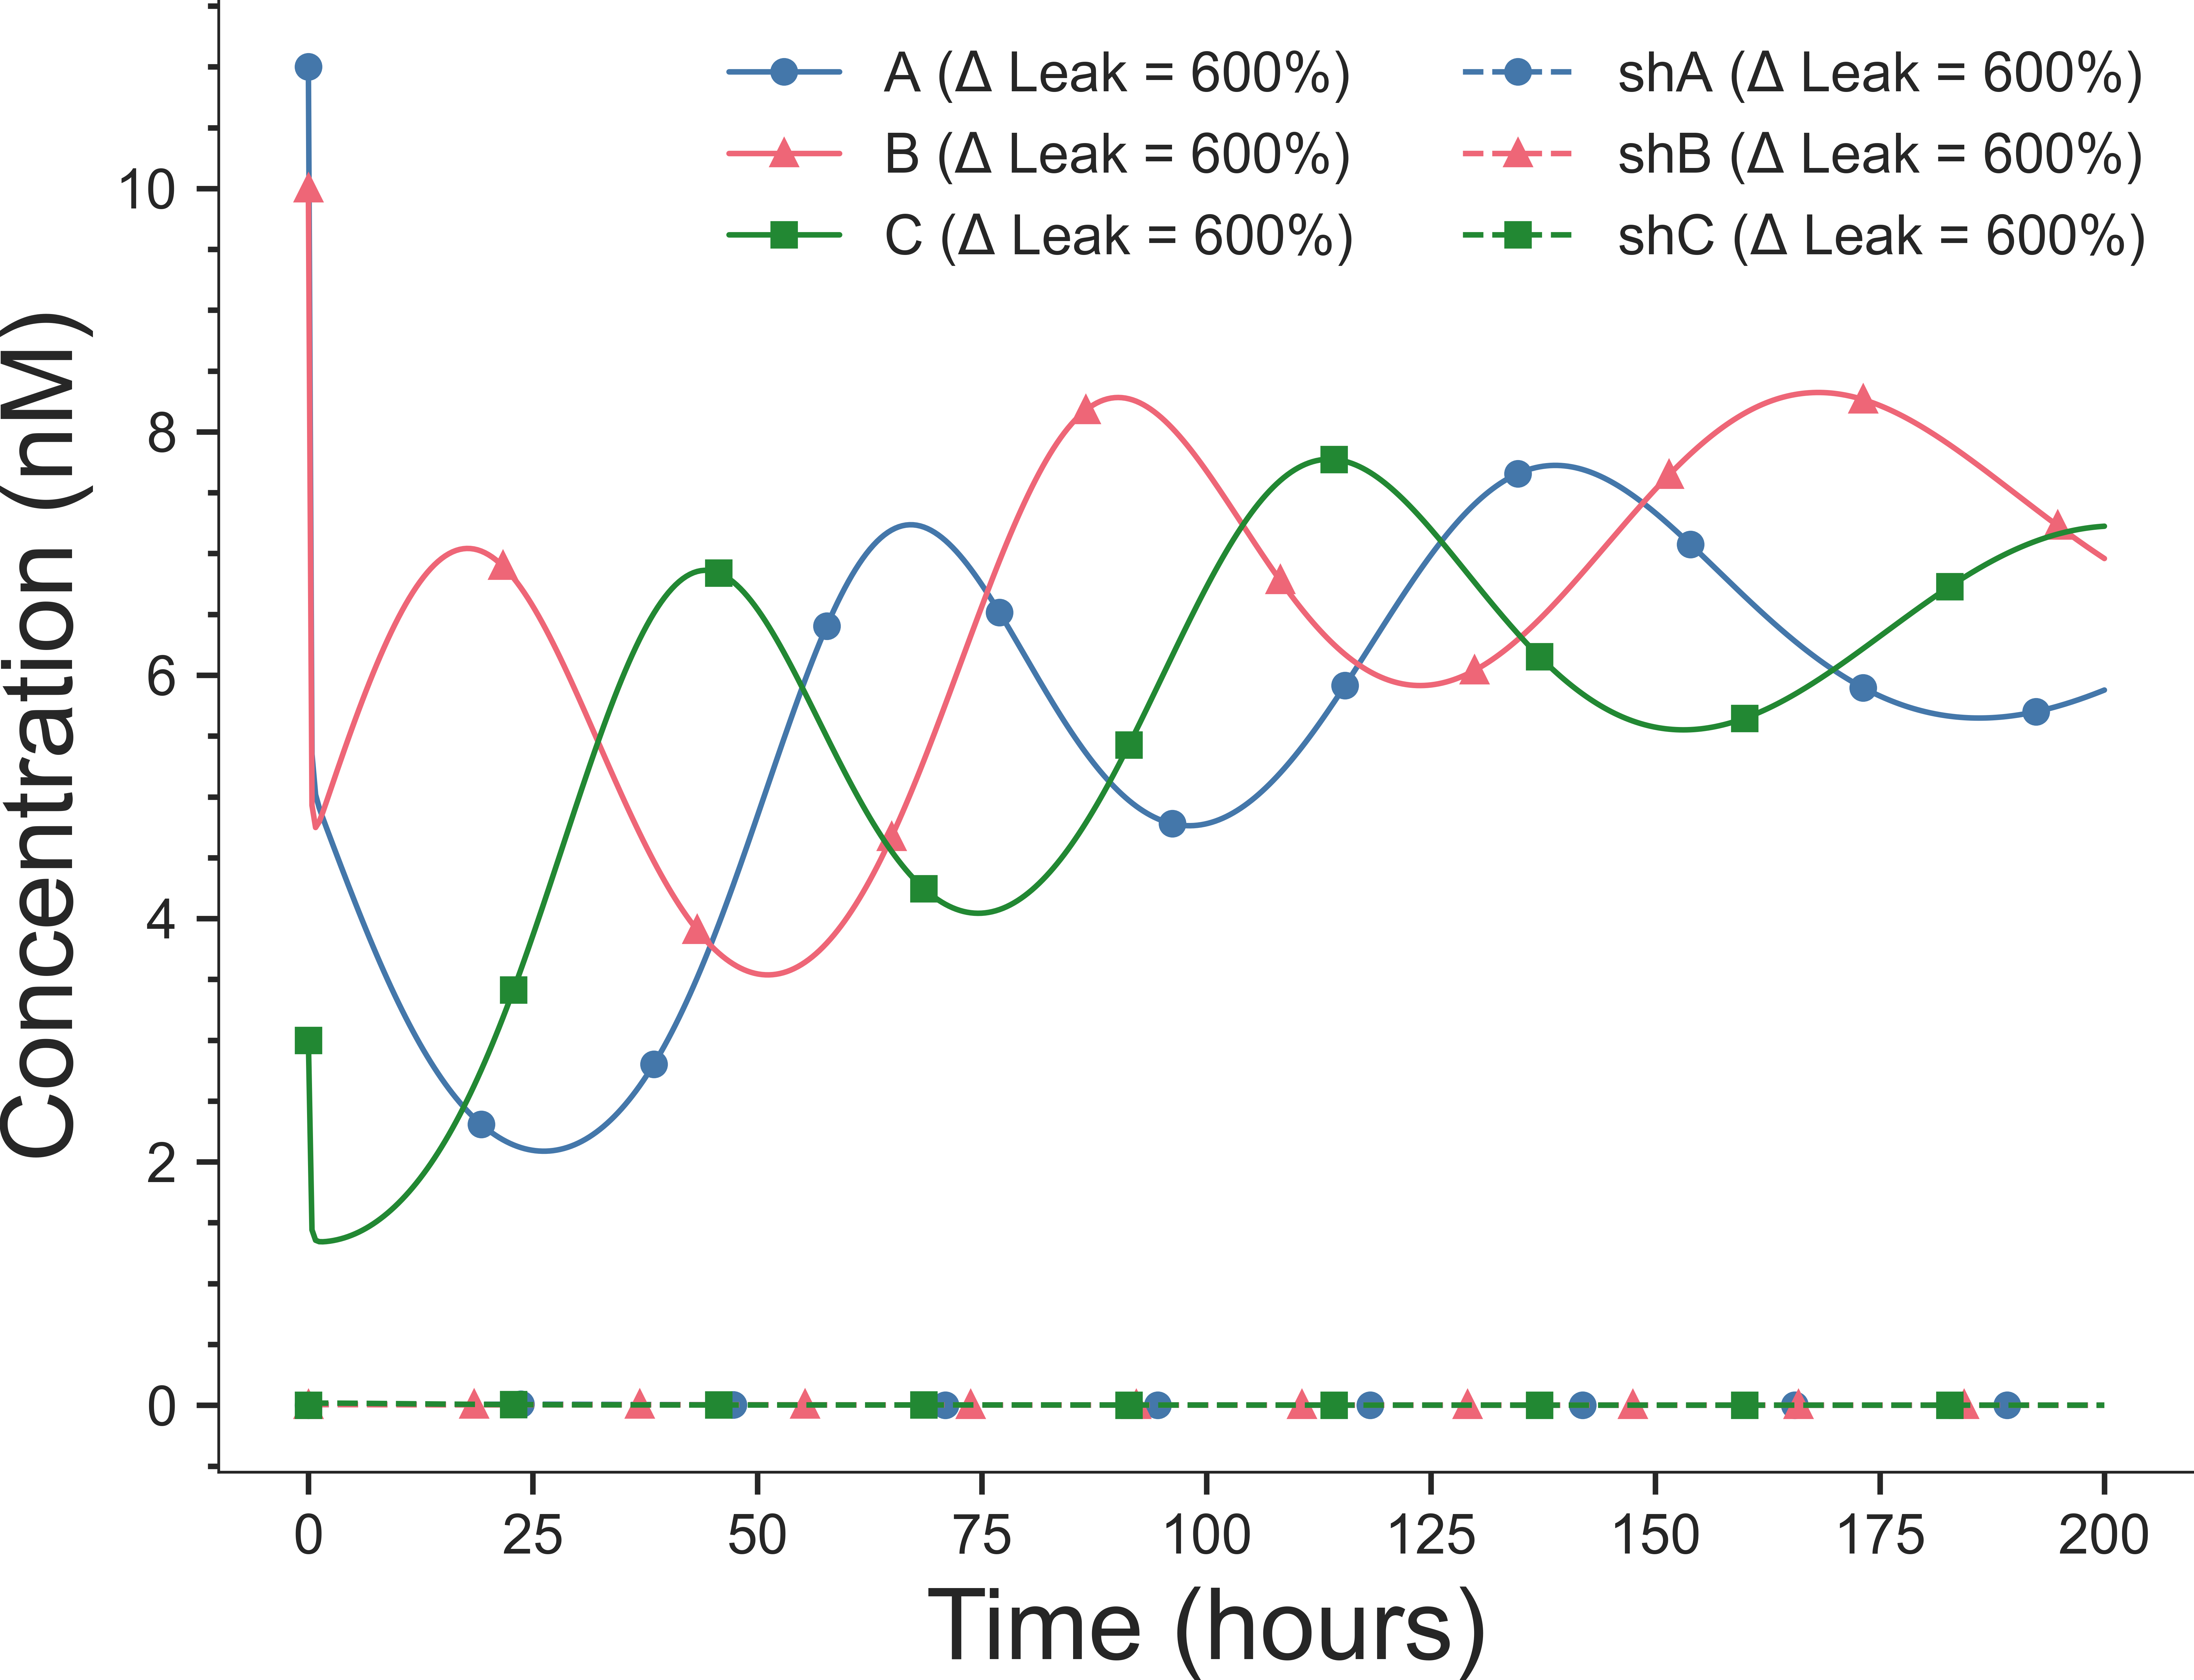 A (Δ Leak = 600%)
B (Δ Leak = 600%)
C (Δ Leak = 600%)
shA (Δ Leak = 600%)
shB (Δ Leak = 600%)
shC (Δ Leak = 600%)
Concentration (nM)
10
8
6
4
2
0
0 25 50 75 100 125 150 175 200
Time (hours)